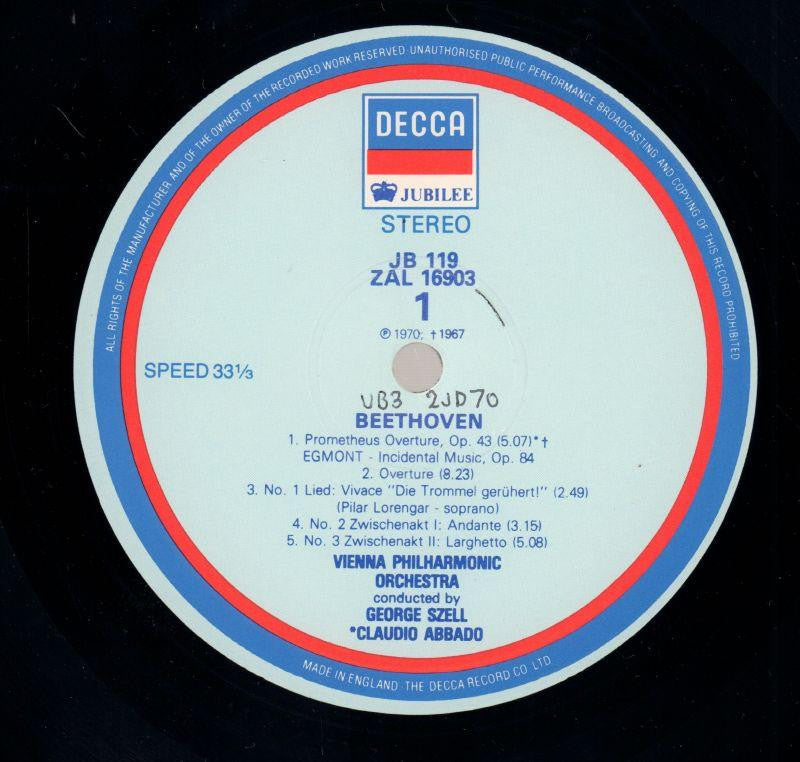 ALL RIGHTS OF THE MANUFACTURER AND OF THE OWNER OF THE RECORDED WORK RESERVED · UNAUTHORISED PUBLIC PERFORMANCE BROADCASTING AND COPYING OF THIS RECORD PROHIBITED
DECCA
JUBILEE
STEREO
JB 119
ZAL 16903
1
℗ 1970; †1967
SPEED 33⅓
UB3 2JD70
BEETHOVEN
1. Prometheus Overture, Op. 43 (5.07)*†
EGMONT - Incidental Music, Op. 84
2. Overture (8.23)
3. No. 1 Lied: Vivace "Die Trommel gerühert!" (2.49)
(Pilar Lorengar - soprano)
4. No. 2 Zwischenakt I: Andante (3.15)
5. No. 3 Zwischenakt II: Larghetto (5.08)
VIENNA PHILHARMONIC
ORCHESTRA
conducted by
GEORGE SZELL
*CLAUDIO ABBADO
MADE IN ENGLAND · THE DECCA RECORD CO. LTD